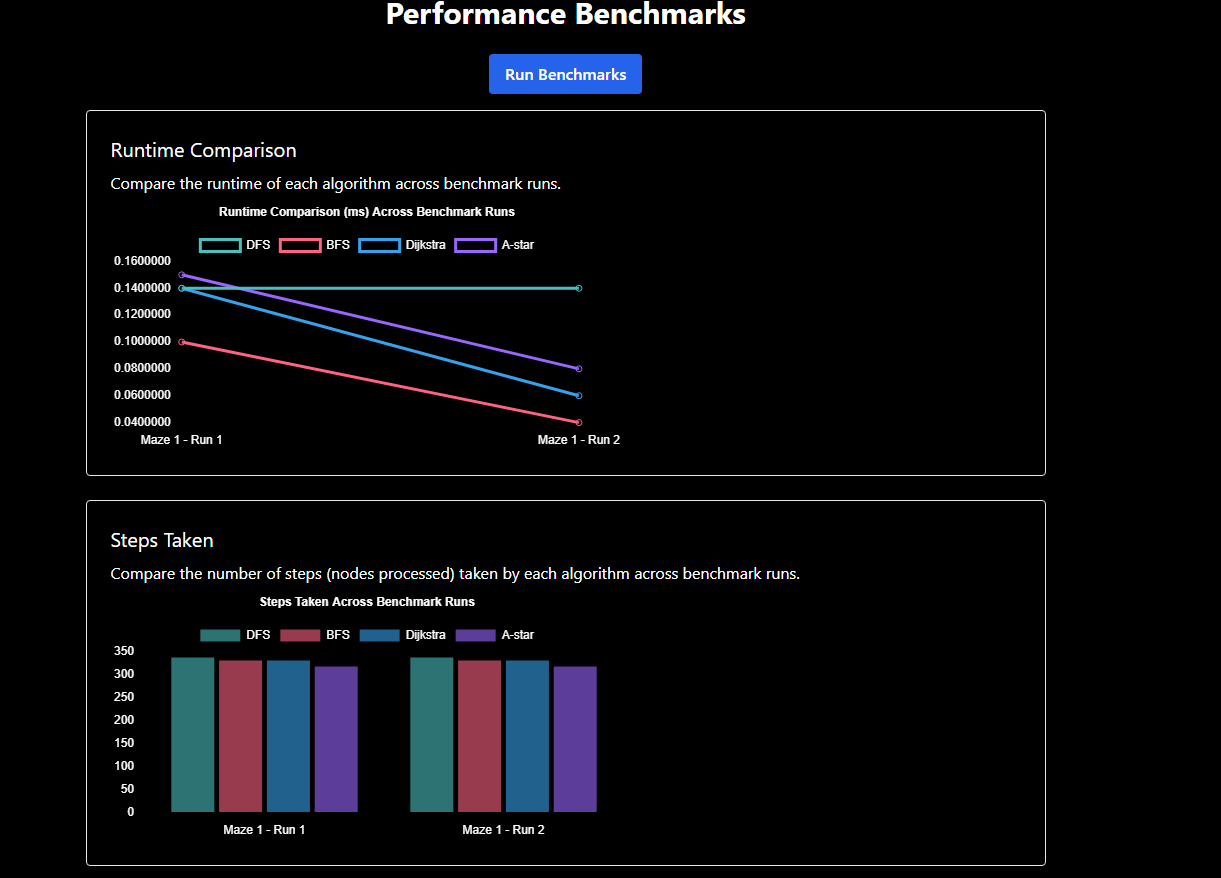 Performance Benchmarks
Run Benchmarks
Runtime Comparison
Compare the runtime of each algorithm across benchmark runs.
Runtime Comparison (ms) Across Benchmark Runs
DFS BFS Dijkstra A-star
0.1600000
0.1400000
0.1200000
0.1000000
0.0800000
0.0600000
0.0400000
Maze 1 - Run 1 Maze 1 - Run 2
Steps Taken
Compare the number of steps (nodes processed) taken by each algorithm across benchmark runs.
Steps Taken Across Benchmark Runs
DFS BFS Dijkstra A-star
350
300
250
200
150
100
50
0
Maze 1 - Run 1 Maze 1 - Run 2